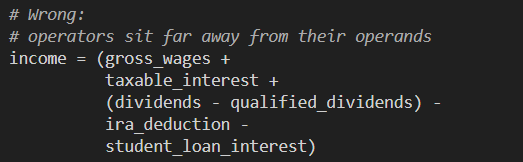 # Wrong:
# operators sit far away from their operands
income = (gross_wages +
          taxable_interest +
          (dividends - qualified_dividends) -
          ira_deduction -
          student_loan_interest)